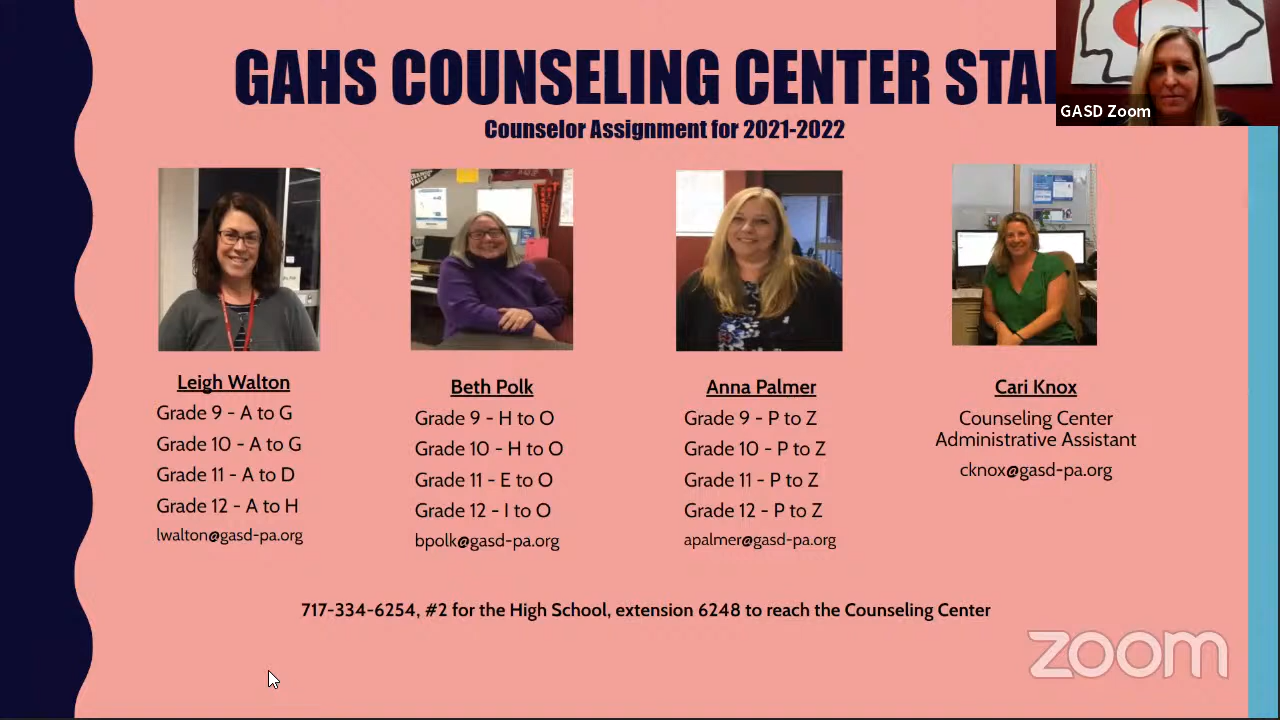 GAHS COUNSELING CENTER STA
GASD Zoom
Counselor Assignment for 2021-2022
Leigh Walton
Grade 9 - A to G
Grade 10 - A to G
Grade 11 - A to D
Grade 12 - A to H
lwalton@gasd-pa.org
Beth Polk
Grade 9 - H to O
Grade 10 - H to O
Grade 11 - E to O
Grade 12 - I to O
bpolk@gasd-pa.org
Anna Palmer
Grade 9 - P to Z
Grade 10 - P to Z
Grade 11 - P to Z
Grade 12 - P to Z
apalmer@gasd-pa.org
Cari Knox
Counseling Center
Administrative Assistant
cknox@gasd-pa.org
717-334-6254, #2 for the High School, extension 6248 to reach the Counseling Center
zoom